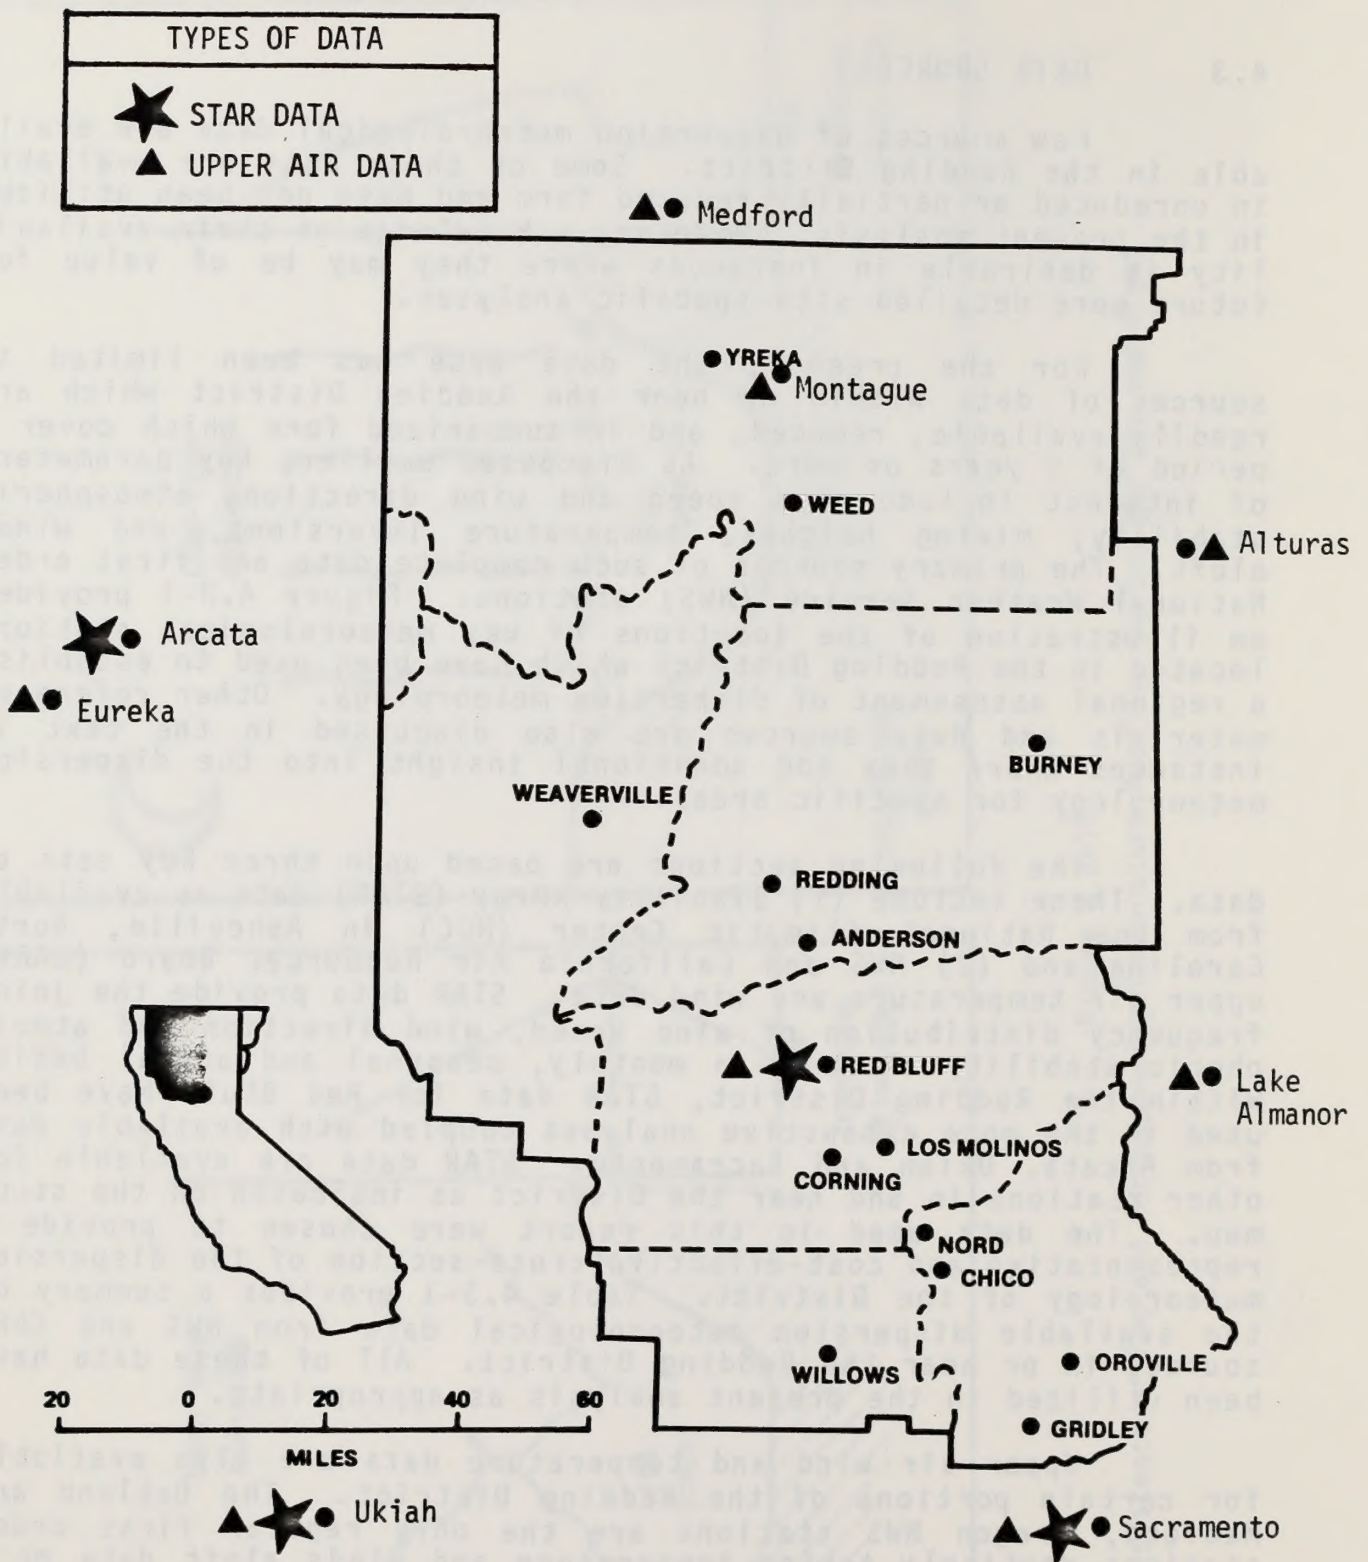 TYPES OF DATA
STAR DATA
UPPER AIR DATA
Medford
YREKA
Montague
WEED
Alturas
Arcata
Eureka
BURNEY
WEAVERVILLE
REDDING
ANDERSON
RED BLUFF
Lake
Almanor
LOS MOLINOS
CORNING
NORD
CHICO
OROVILLE
WILLOWS
GRIDLEY
20 0 20 40 60
MILES
Ukiah
Sacramento